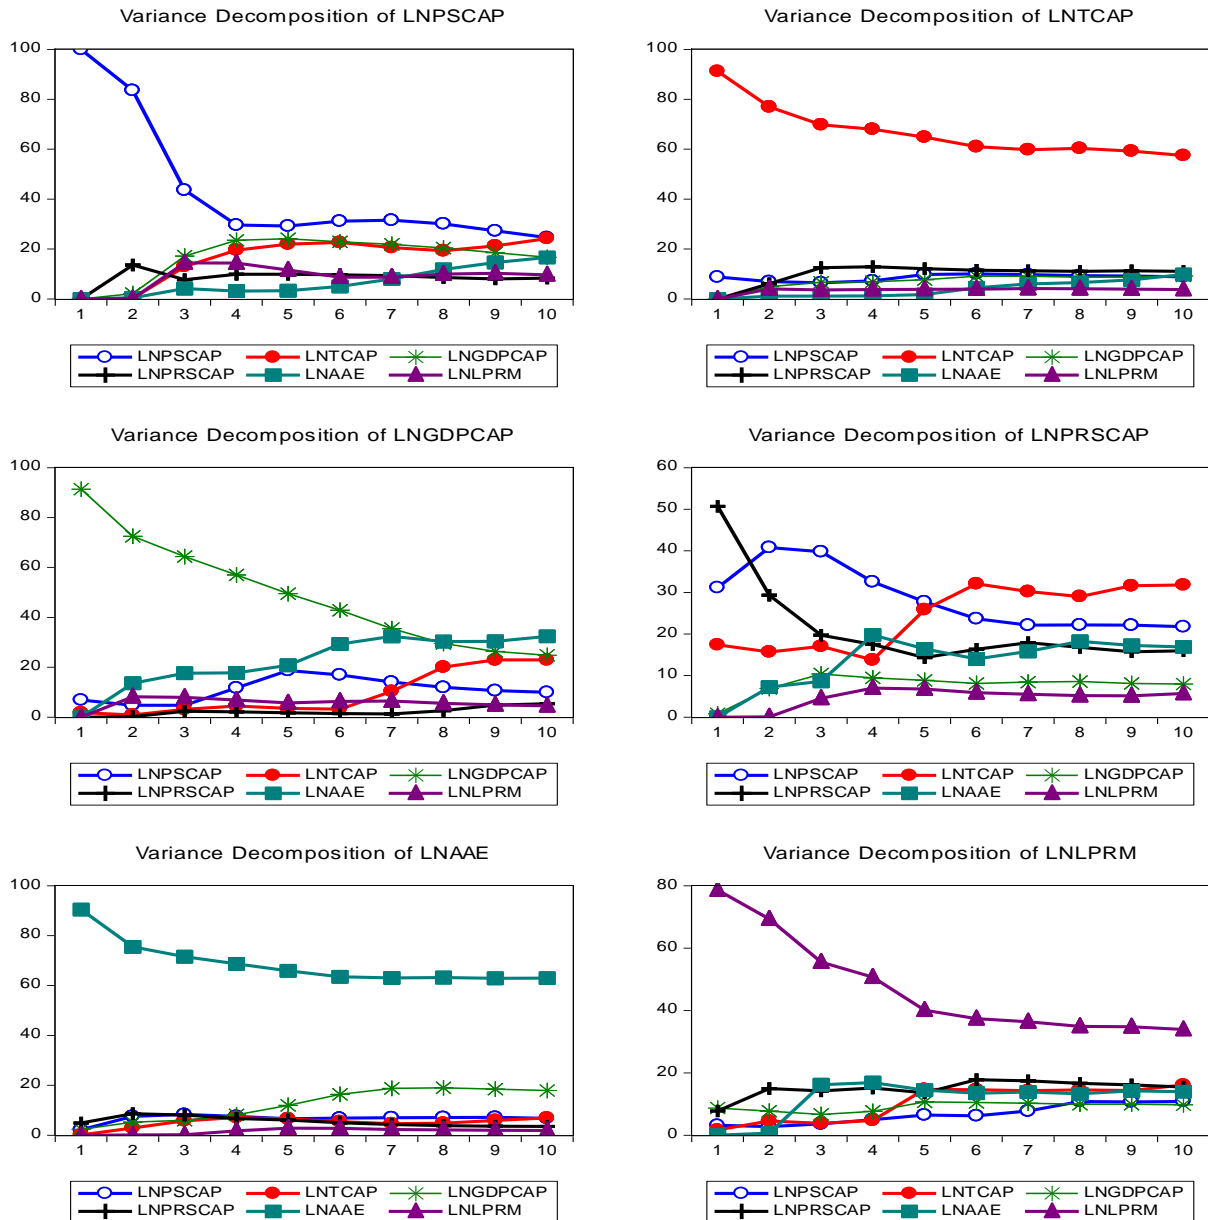 Variance Decomposition of LNPSCAP
100
80
60
40
20
0
1 2 3 4 5 6 7 8 9 10
LNPSCAP LNTCAP LNGDPCAP
LNPRSCAP LNAAE LNLPRM
Variance Decomposition of LNTCAP
100
80
60
40
20
0
1 2 3 4 5 6 7 8 9 10
LNPSCAP LNTCAP LNGDPCAP
LNPRSCAP LNAAE LNLPRM
Variance Decomposition of LNGDPCAP
100
80
60
40
20
0
1 2 3 4 5 6 7 8 9 10
LNPSCAP LNTCAP LNGDPCAP
LNPRSCAP LNAAE LNLPRM
Variance Decomposition of LNPRSCAP
60
50
40
30
20
10
0
1 2 3 4 5 6 7 8 9 10
LNPSCAP LNTCAP LNGDPCAP
LNPRSCAP LNAAE LNLPRM
Variance Decomposition of LNAAE
100
80
60
40
20
0
1 2 3 4 5 6 7 8 9 10
LNPSCAP LNTCAP LNGDPCAP
LNPRSCAP LNAAE LNLPRM
Variance Decomposition of LNLPRM
80
60
40
20
0
1 2 3 4 5 6 7 8 9 10
LNPSCAP LNTCAP LNGDPCAP
LNPRSCAP LNAAE LNLPRM